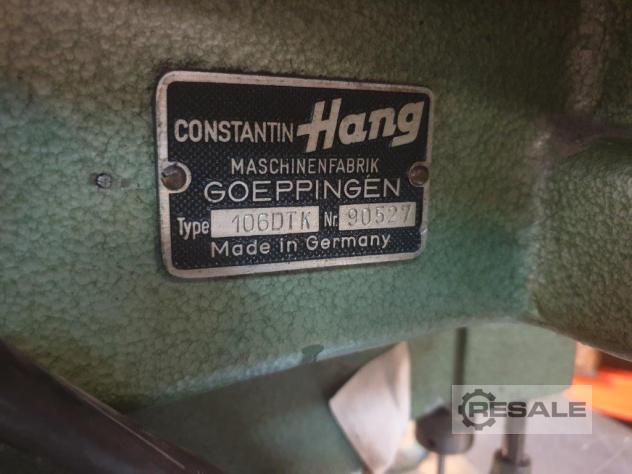 CONSTANTIN Hang
MASCHINENFABRIK
GOEPPINGEN
Type 106DTK Nr. 90527
Made in Germany
RESALE